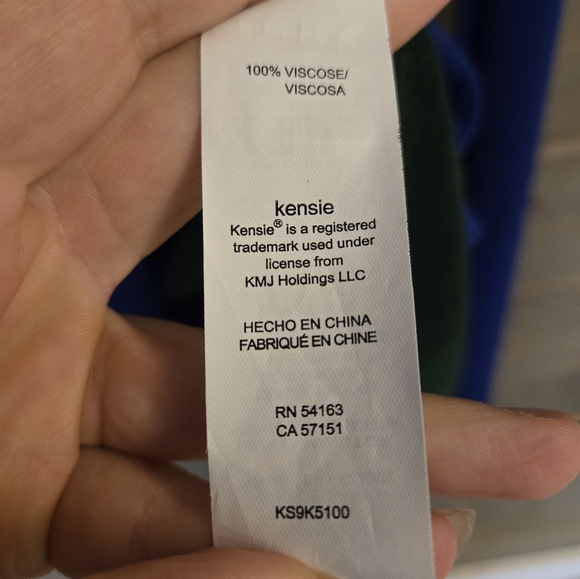 100% VISCOSE/
VISCOSA
kensie
Kensie® is a registered
trademark used under
license from
KMJ Holdings LLC
HECHO EN CHINA
FABRIQUÉ EN CHINE
RN 54163
CA 57151
KS9K5100